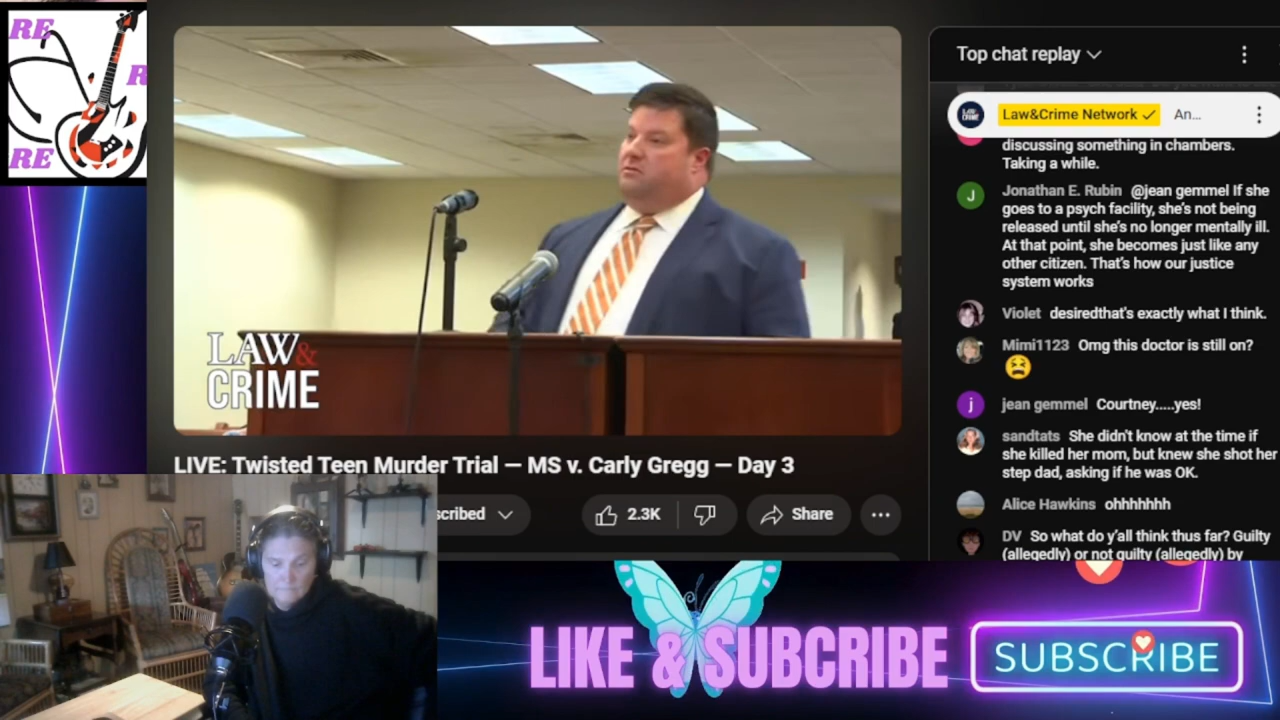 RE
R
RE
LAW&
CRIME
LIVE: Twisted Teen Murder Trial — MS v. Carly Gregg — Day 3
scribed
2.3K
Share
Top chat replay
LAW&
CRIME
Law&Crime Network
An...
discussing something in chambers.
Taking a while.
J
Jonathan E. Rubin @jean gemmel If she
goes to a psych facility, she's not being
released until she's no longer mentally ill.
At that point, she becomes just like any
other citizen. That's how our justice
system works
Violet desiredthat's exactly what I think.
Mimi1123 Omg this doctor is still on?
j
jean gemmel Courtney.....yes!
sandtats She didn't know at the time if
she killed her mom, but knew she shot her
step dad, asking if he was OK.
Alice Hawkins ohhhhhhh
DV So what do y'all think thus far? Guilty
(allegedly) or not guilty (allegedly) by
LIKE & SUBCRIBE
SUBSCRIBE